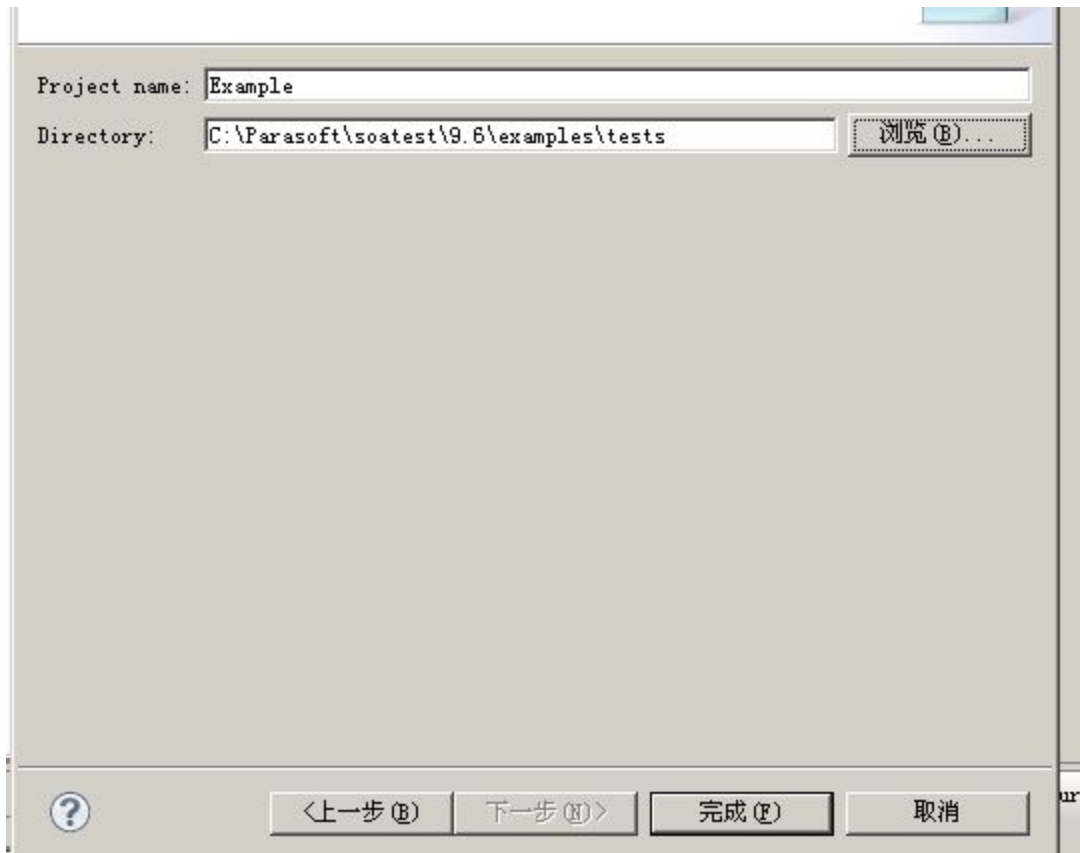 Project name: Example
Directory: C:\Parasoft\soatest\9.6\examples\tests 浏览(B)...
<上一步(B) 下一步(N)> 完成(F) 取消
ur